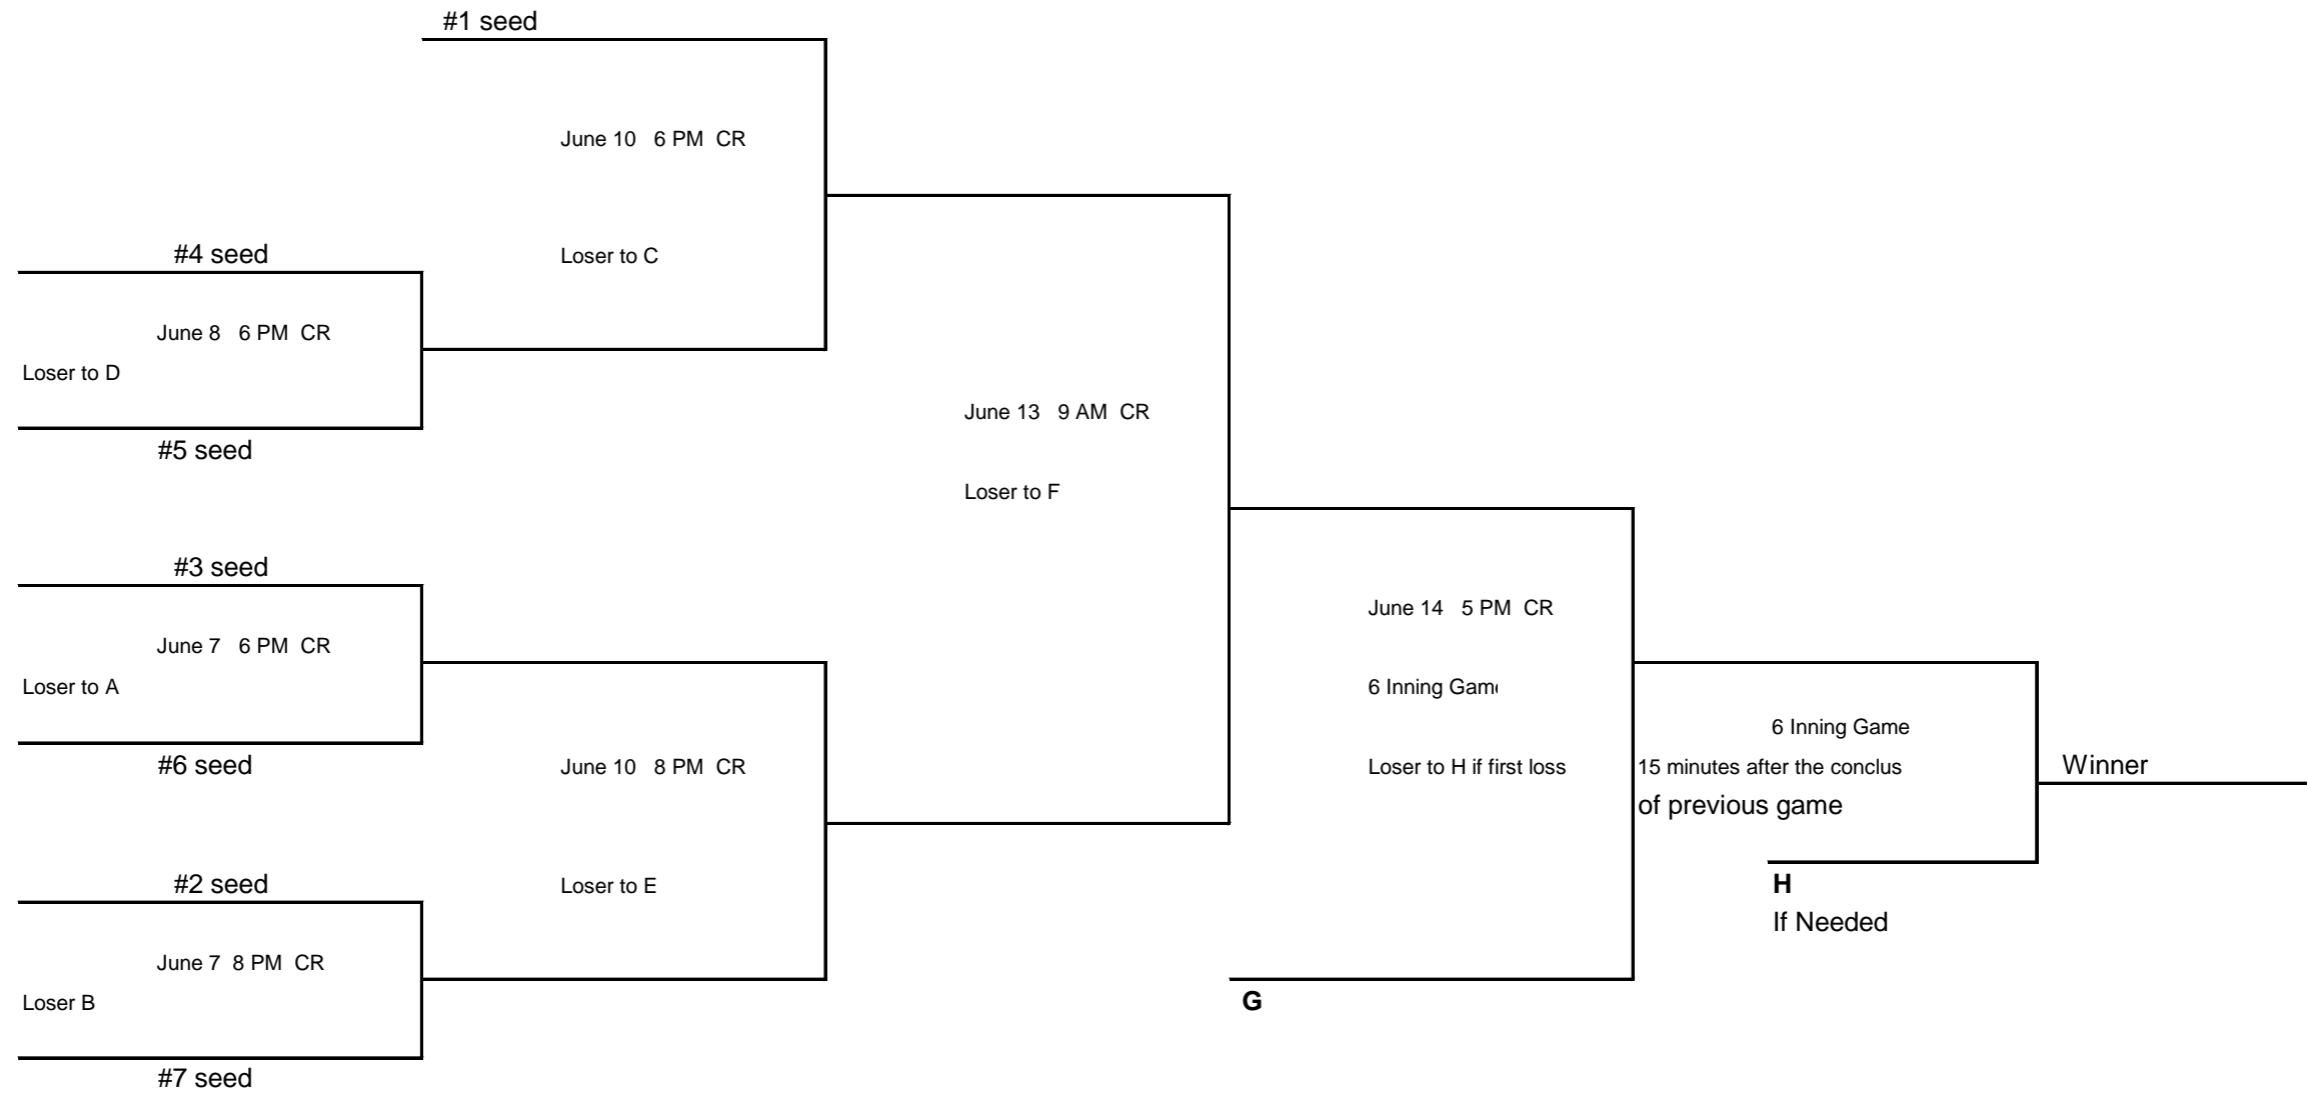 #1 seed
June 10 6 PM CR
#4 seed
Loser to C
June 8 6 PM CR
Loser to D
June 13 9 AM CR
#5 seed
Loser to F
#3 seed
June 14 5 PM CR
June 7 6 PM CR
Loser to A
6 Inning Game
6 Inning Game
#6 seed
June 10 8 PM CR
Loser to H if first loss
15 minutes after the conclus
Winner
of previous game
#2 seed
Loser to E
H
If Needed
June 7 8 PM CR
Loser B
G
#7 seed